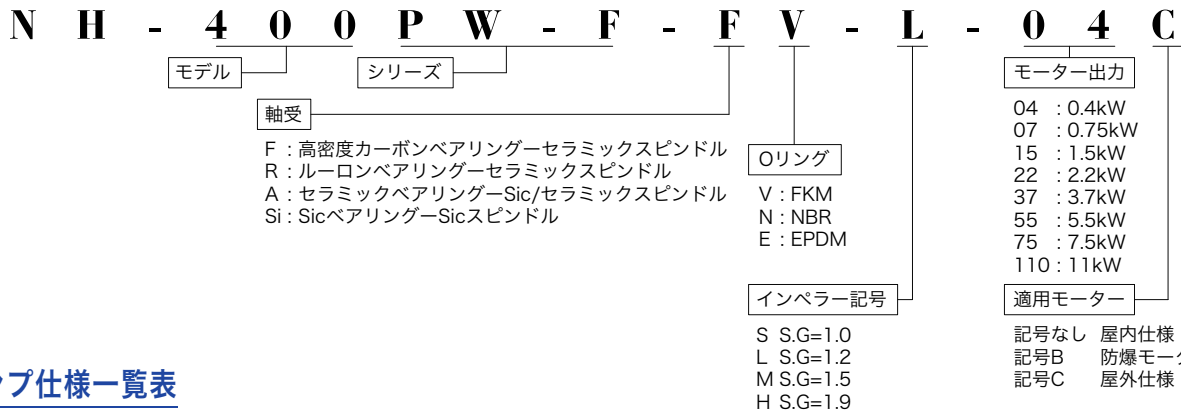 NH-400PW-F-FV-L-04C
モデル
シリーズ
軸受
F : 高密度カーボンベアリングーセラミックスピンドル
R : ルーロンベアリングーセラミックスピンドル
A : セラミックベアリングーSic/セラミックスピンドル
Si : SicベアリングーSicスピンドル
Oリング
V : FKM
N : NBR
E : EPDM
インペラー記号
S S.G=1.0
L S.G=1.2
M S.G=1.5
H S.G=1.9
モーター出力
04 : 0.4kW
07 : 0.75kW
15 : 1.5kW
22 : 2.2kW
37 : 3.7kW
55 : 5.5kW
75 : 7.5kW
110 : 11kW
適用モーター
記号なし 屋内仕様
記号B 防爆モー
記号C 屋外仕様
プ仕様一覧表